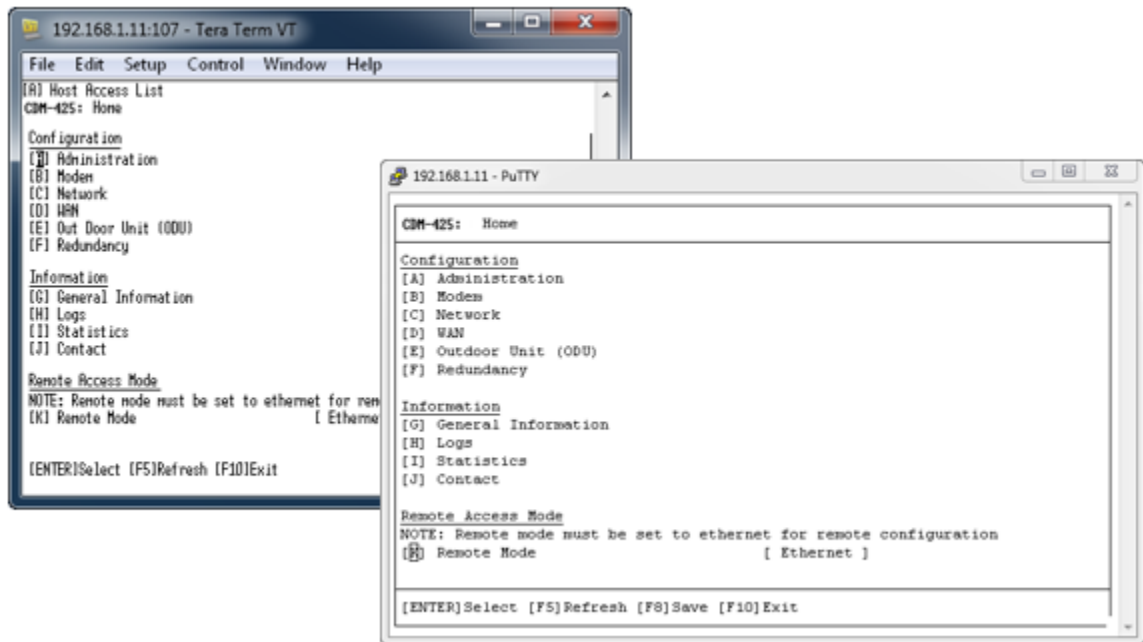 192.168.1.11:107 - Tera Term VT
File Edit Setup Control Window Help
[A] Host Access List
CDM-425: Home
Configuration
[A] Administration
[B] Modem
[C] Network
[D] WAN
[E] Out Door Unit (ODU)
[F] Redundancy
Information
[G] General Information
[H] Logs
[I] Statistics
[J] Contact
Remote Access Mode
NOTE: Remote mode must be set to ethernet for rem
[K] Remote Mode [ Etherne
[ENTER]Select [F5]Refresh [F10]Exit
192.168.1.11 - PuTTY
CDM-425: Home
Configuration
[A] Administration
[B] Modem
[C] Network
[D] WAN
[E] Outdoor Unit (ODU)
[F] Redundancy
Information
[G] General Information
[H] Logs
[I] Statistics
[J] Contact
Remote Access Mode
NOTE: Remote mode must be set to ethernet for remote configuration
[K] Remote Mode [ Ethernet ]
[ENTER]Select [F5]Refresh [F8]Save [F10]Exit